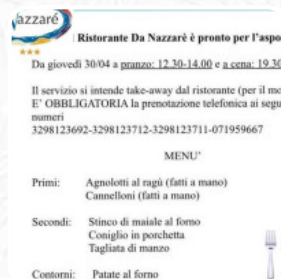 azzaré
Ristorante Da Nazzarè è pronto per l'aspo
Da giovedì 30/04 a pranzo: 12.30-14.00 e a cena: 19.30
Il servizio si intende take-away dal ristorante (per il mo
E' OBBLIGATORIA la prenotazione telefonica ai segu
numeri
3298123692-3298123712-3298123711-071959667
MENU'
Primi: Agnolotti al ragù (fatti a mano)
Cannelloni (fatti a mano)
Secondi: Stinco di maiale al forno
Coniglio in porchetta
Tagliata di manzo
Contorni: Patate al forno